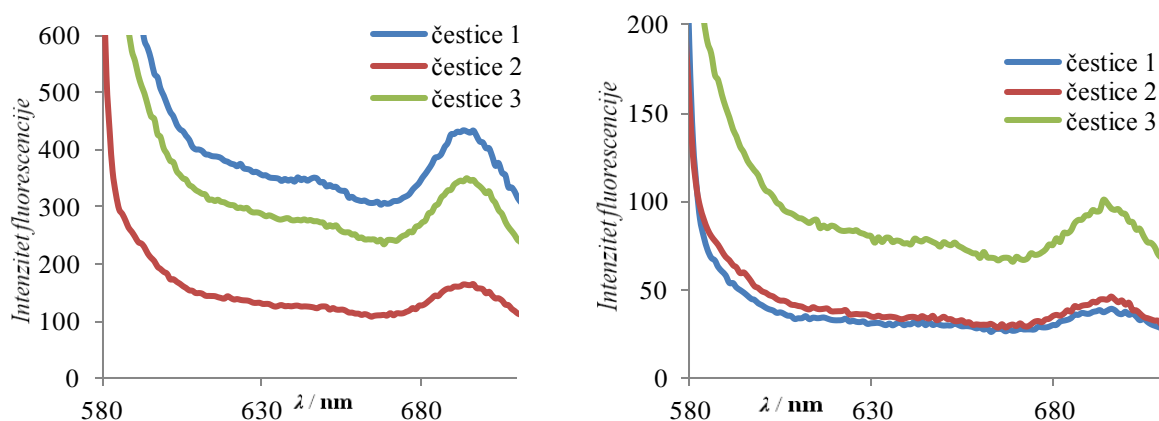 Intenzitet fluorescencije
600
500
400
300
200
100
0
580
630
680
λ / nm
čestice 1
čestice 2
čestice 3
Intenzitet fluorescencije
200
150
100
50
0
580
630
680
λ / nm
čestice 1
čestice 2
čestice 3